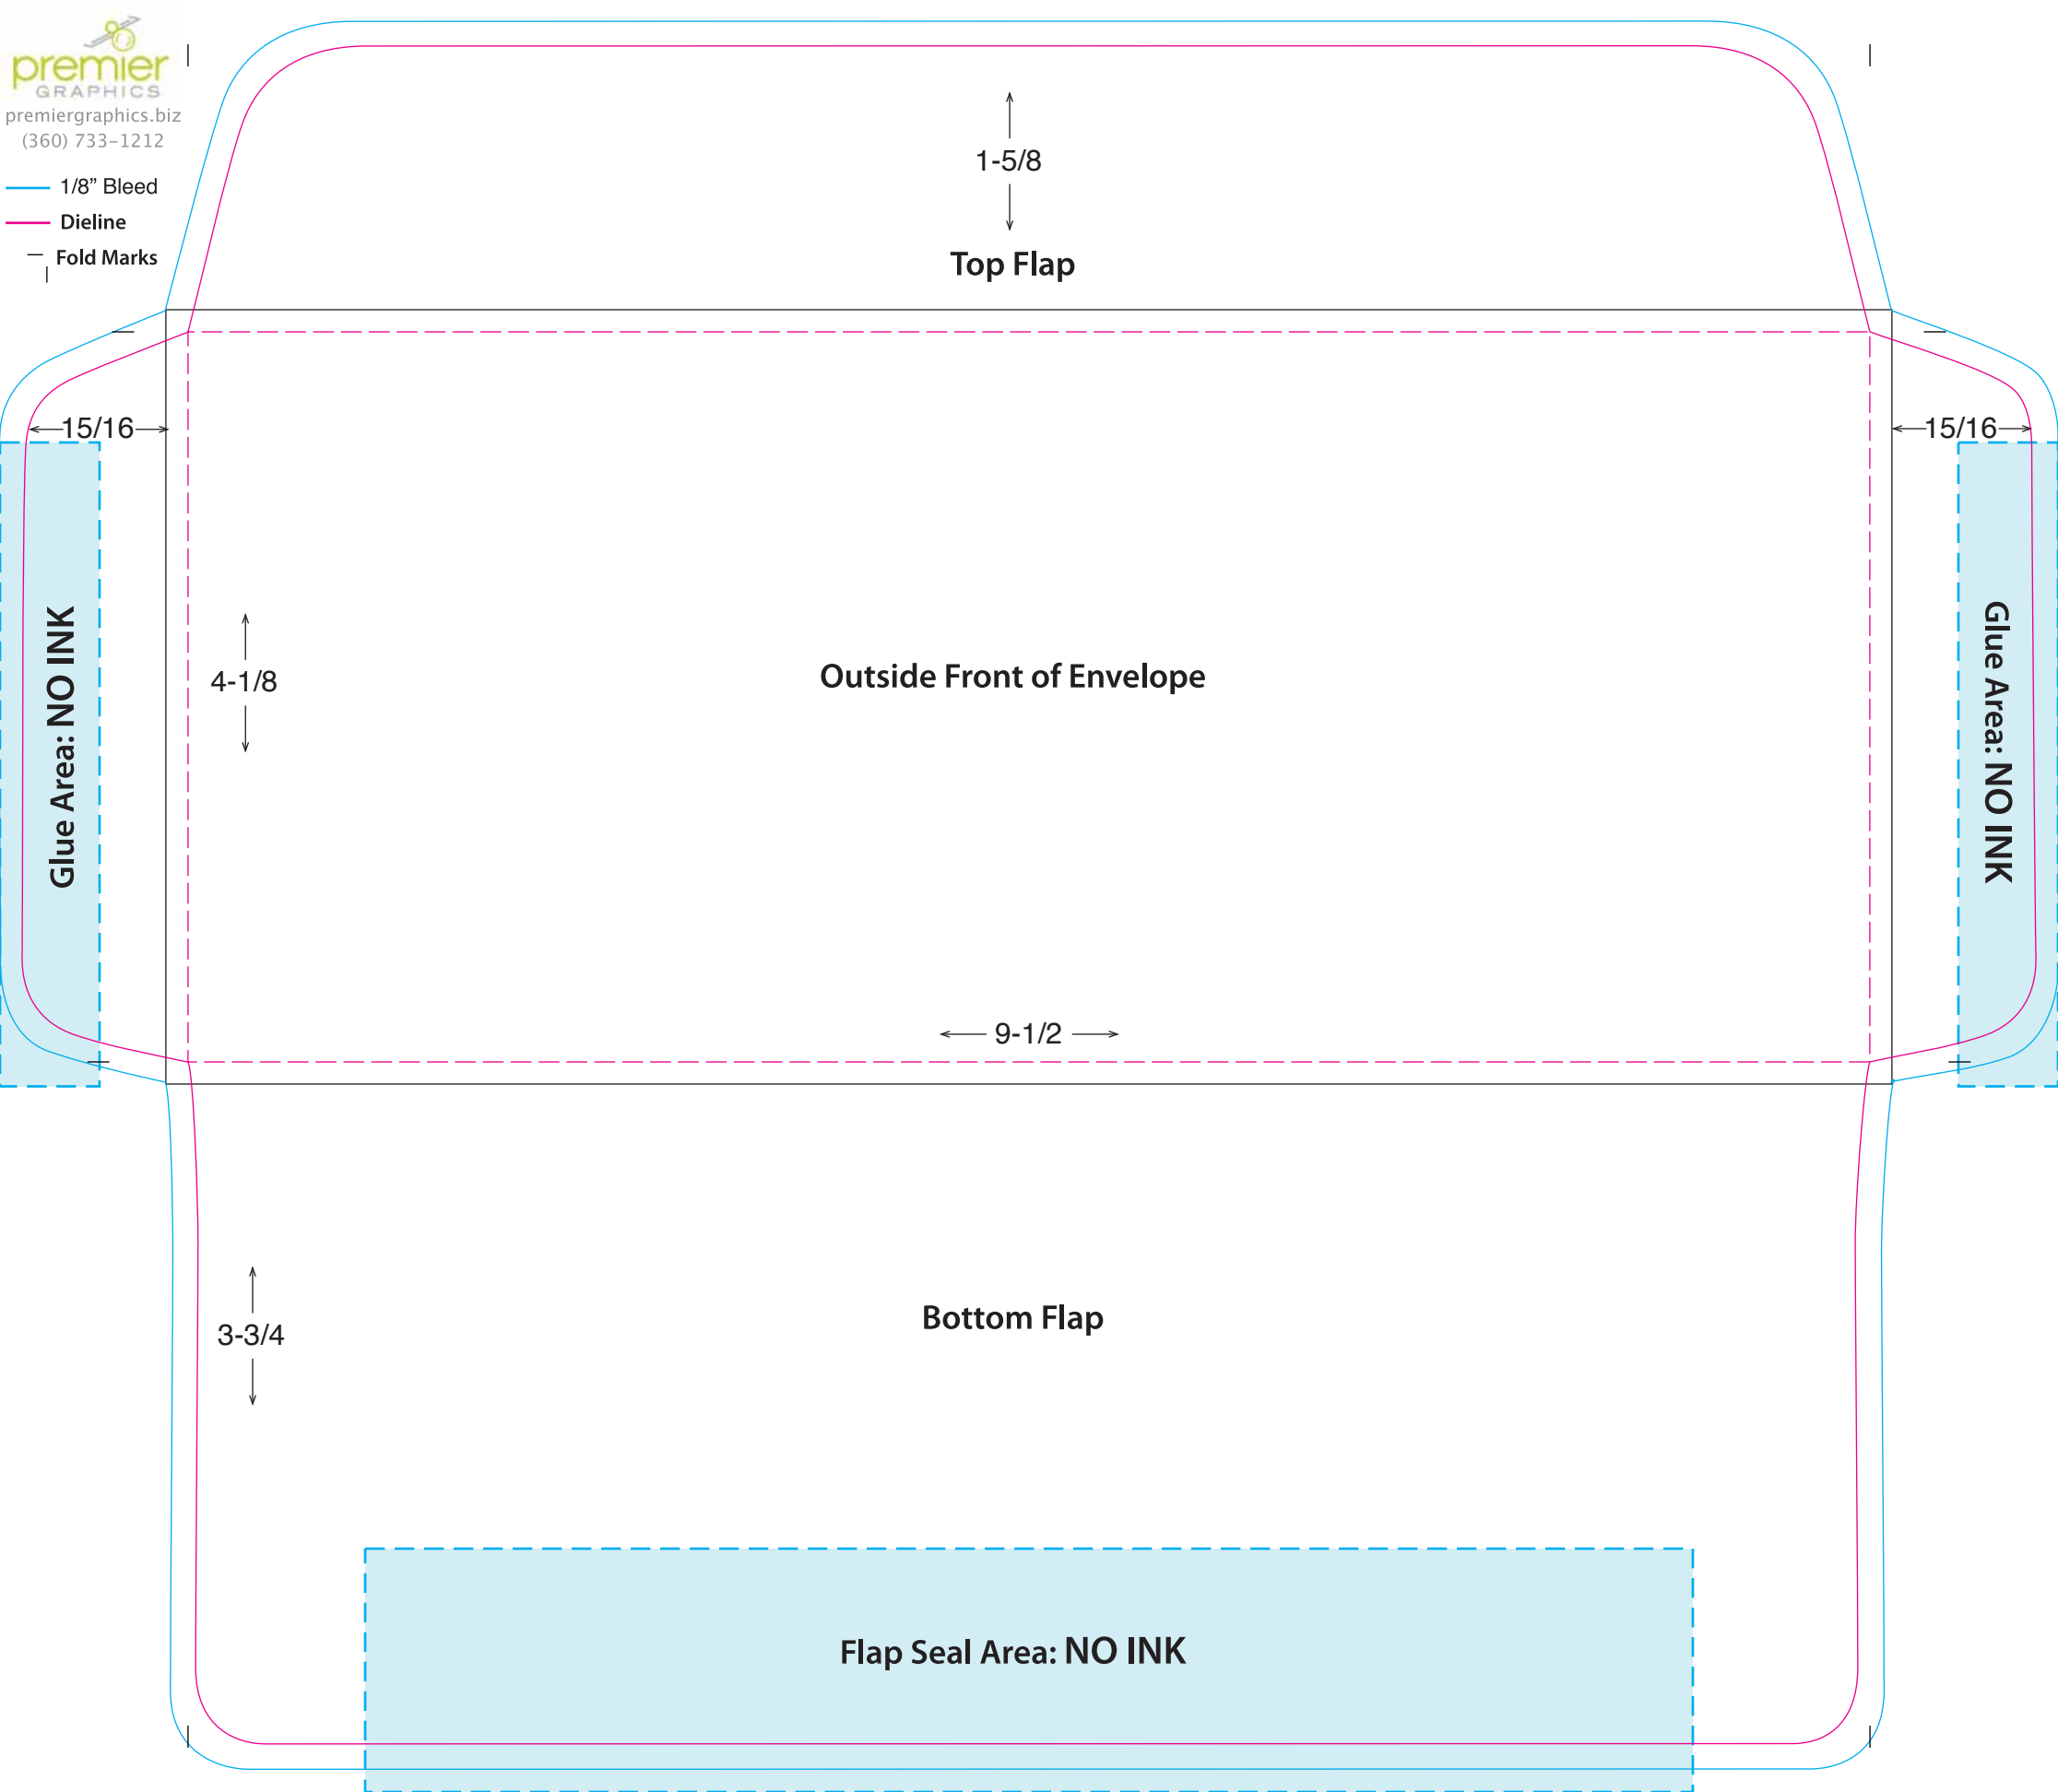 premier
GRAPHICS
premiergraphics.biz
(360) 733-1212
1/8” Bleed
Dieline
Fold Marks
1-5/8
Top Flap
15/16
15/16
Glue Area: NO INK
4-1/8
Outside Front of Envelope
Glue Area: NO INK
9-1/2
Bottom Flap
3-3/4
Flap Seal Area: NO INK